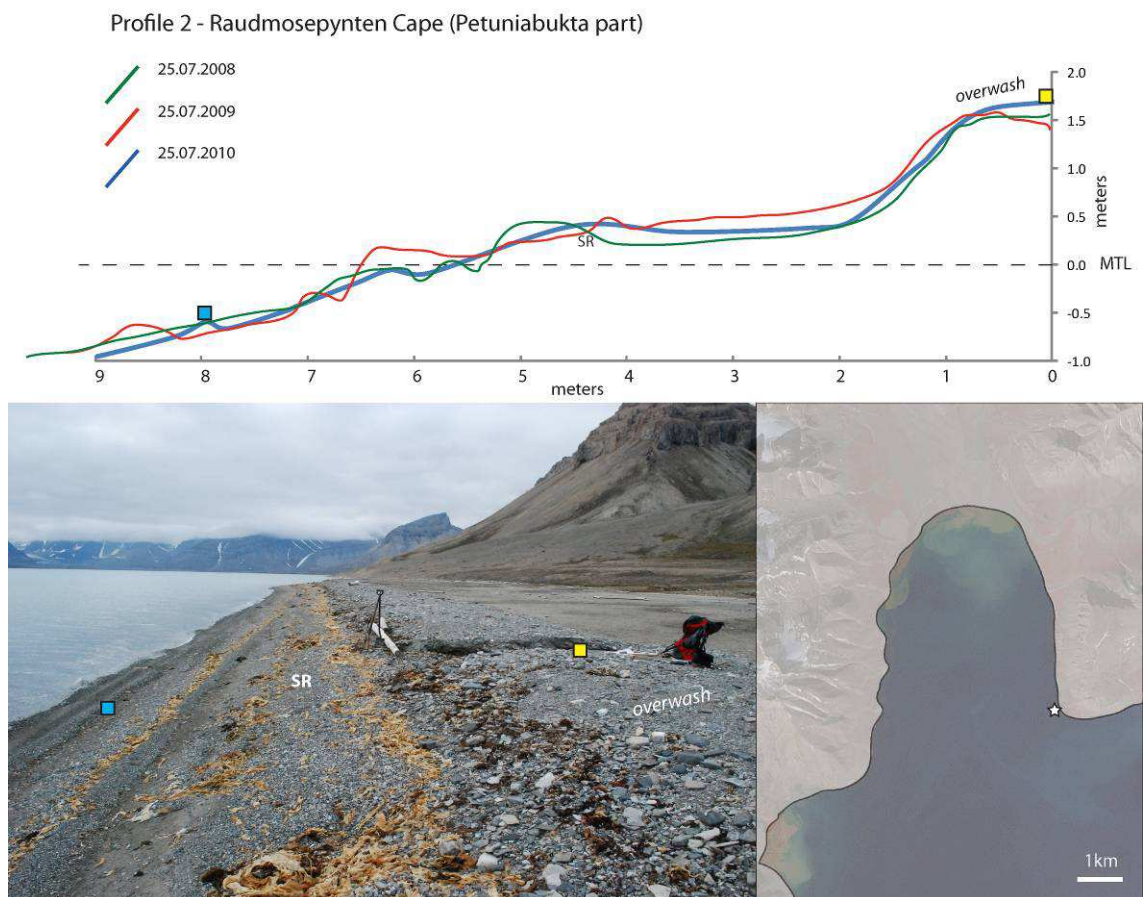 Profile 2 - Raudmosepynten Cape (Petuniabukta part)
25.07.2008
25.07.2009
25.07.2010
overwash
2.0
1.5
1.0
0.5
0.0
-0.5
-1.0
meters
MTL
SR
9 8 7 6 5 4 3 2 1 0
meters
SR
overwash
1km